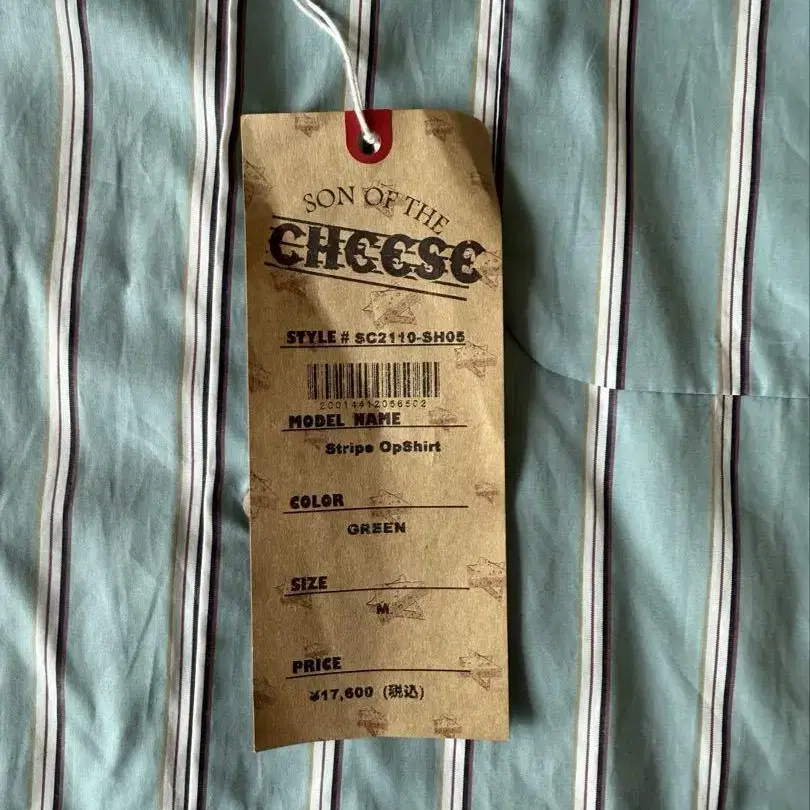 SON OF THE
CHEESE
STYLE # SC2110-SH05
MODEL NAME
Stripe OpShirt
COLOR
GREEN
SIZE
M
PRICE
¥17,600 (税込)